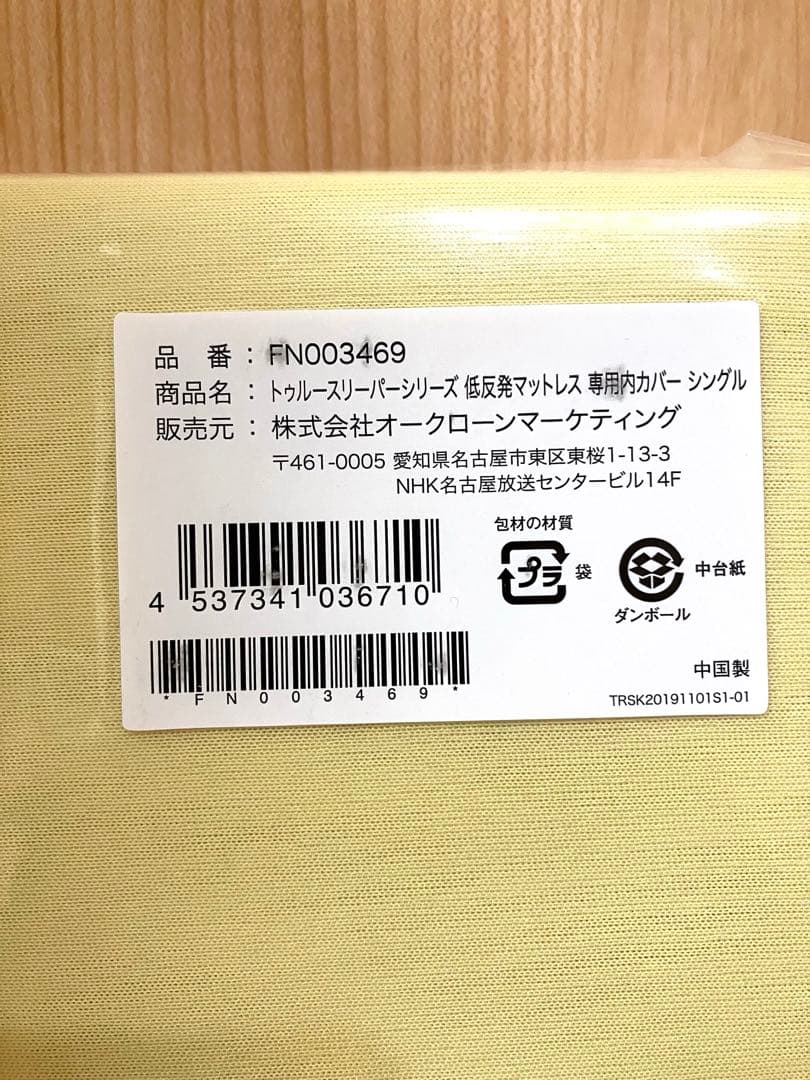 品 番 : FN003469
商品名 : トゥルースリーパーシリーズ 低反発マットレス 専用内カバー シングル
販売元 : 株式会社オークローンマーケティング
〒461-0005 愛知県名古屋市東区東桜1-13-3
NHK名古屋放送センタービル14F
包材の材質
プラ 袋
中台紙
ダンボール
4 537341 036710
*FN003469*
中国製
TRSK20191101S1-01